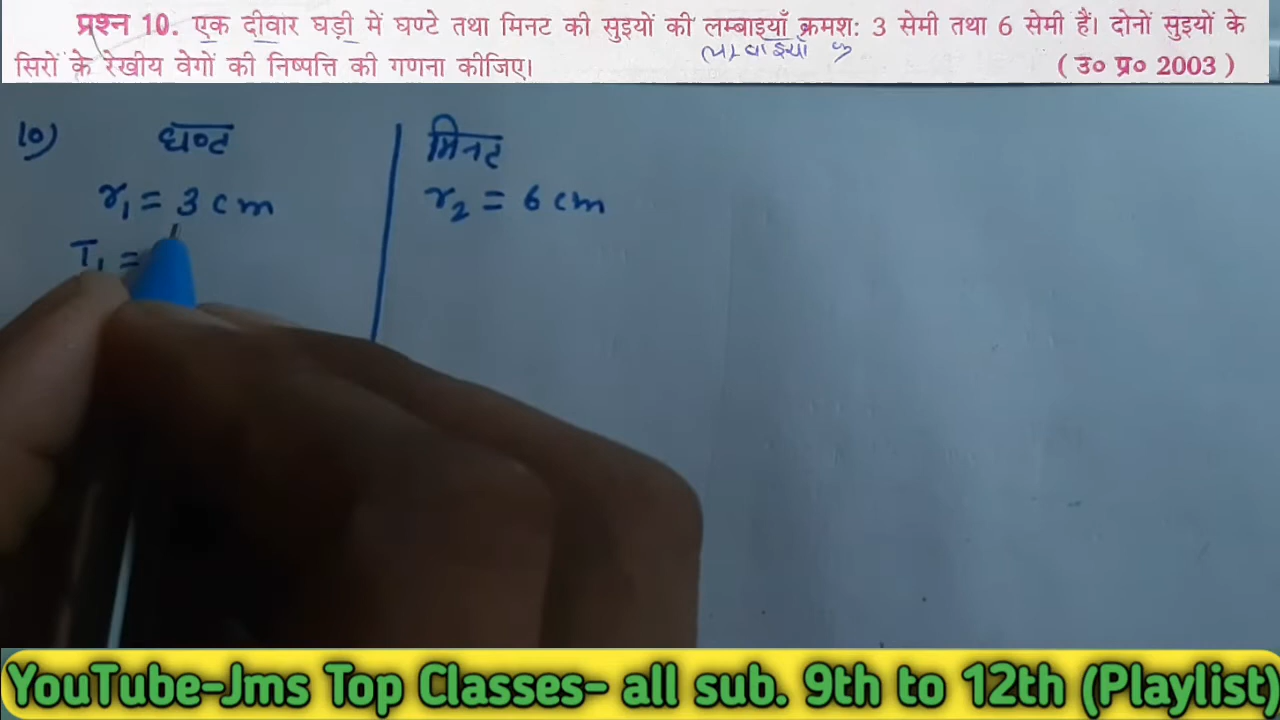 प्रश्न 10. एक दीवार घड़ी में घण्टे तथा मिनट की सुइयों की लम्बाइयाँ क्रमश: 3 सेमी तथा 6 सेमी हैं। दोनों सुइयों के
सिरों के रेखीय वेगों की निष्पत्ति की गणना कीजिए। ( उ० प्र० 2003 )
10) घण्ट
r₁ = 3 cm
T₁ =
मिनट
r₂ = 6 cm
YouTube-Jms Top Classes- all sub. 9th to 12th (Playlist)